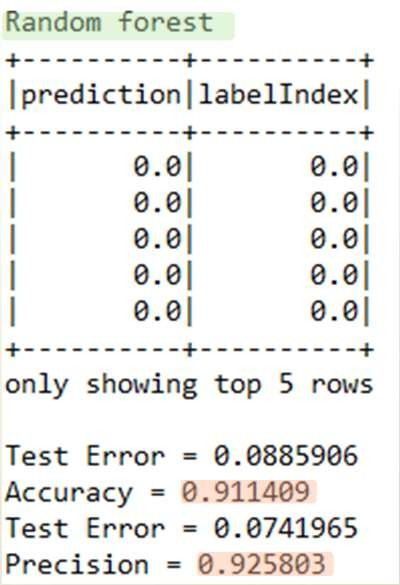 Random forest
+----------+----------+
|prediction|labelIndex|
+----------+----------+
|       0.0|       0.0|
|       0.0|       0.0|
|       0.0|       0.0|
|       0.0|       0.0|
|       0.0|       0.0|
+----------+----------+
only showing top 5 rows
Test Error = 0.0885906
Accuracy = 0.911409
Test Error = 0.0741965
Precision = 0.925803